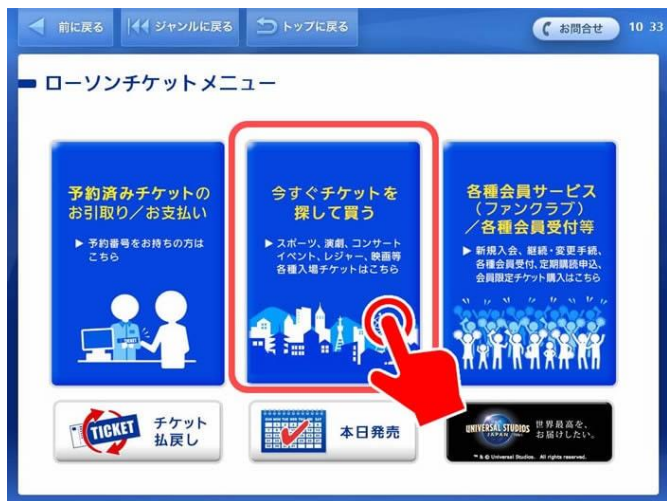 前に戻る
ジャンルに戻る
トップに戻る
お問合せ
10 33
ローソンチケットメニュー
予約済みチケットの
お引取り/お支払い
▶ 予約番号をお持ちの方は
こちら
今すぐチケットを
探して買う
▶ スポーツ、演劇、コンサート
イベント、レジャー、映画等
各種入場チケットはこちら
各種会員サービス
(ファンクラブ)
/各種会員受付等
▶ 新規入会、継続・変更手続、
各種会員受付、定期購読申込、
会員限定チケット購入はこちら
TICKET
チケット
払戻し
本日発売
UNIVERSAL STUDIOS
JAPAN
世界最高を、
お届けしたい。
™ & © Universal Studios. All rights reserved.